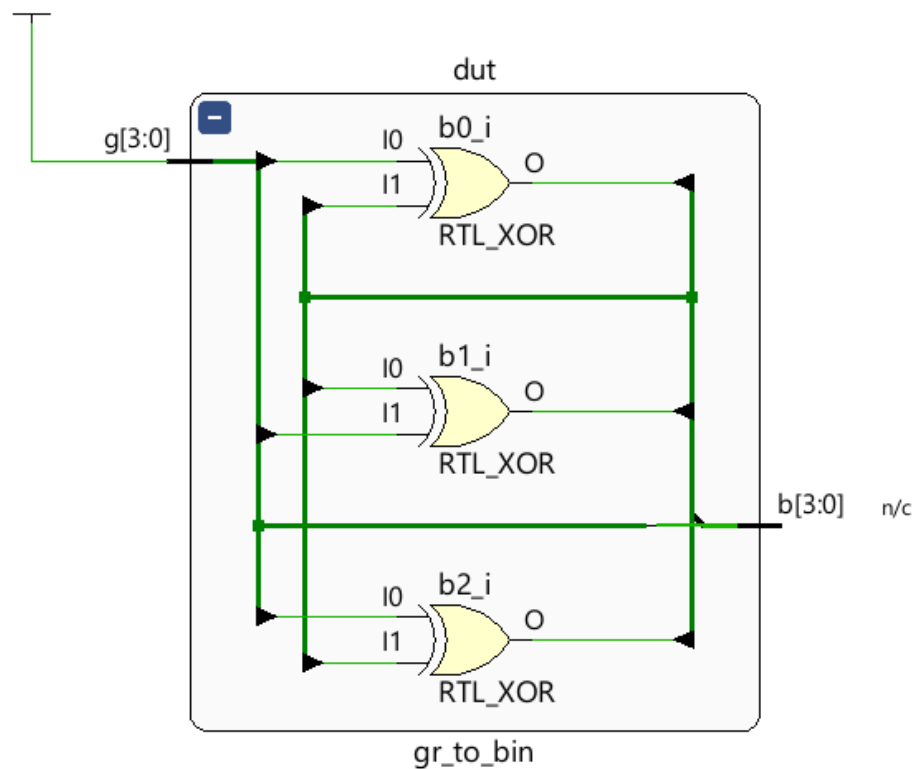 dut
g[3:0]
I0
b0_i
I1
O
RTL_XOR
I0
b1_i
I1
O
RTL_XOR
b[3:0]
n/c
I0
b2_i
I1
O
RTL_XOR
gr_to_bin